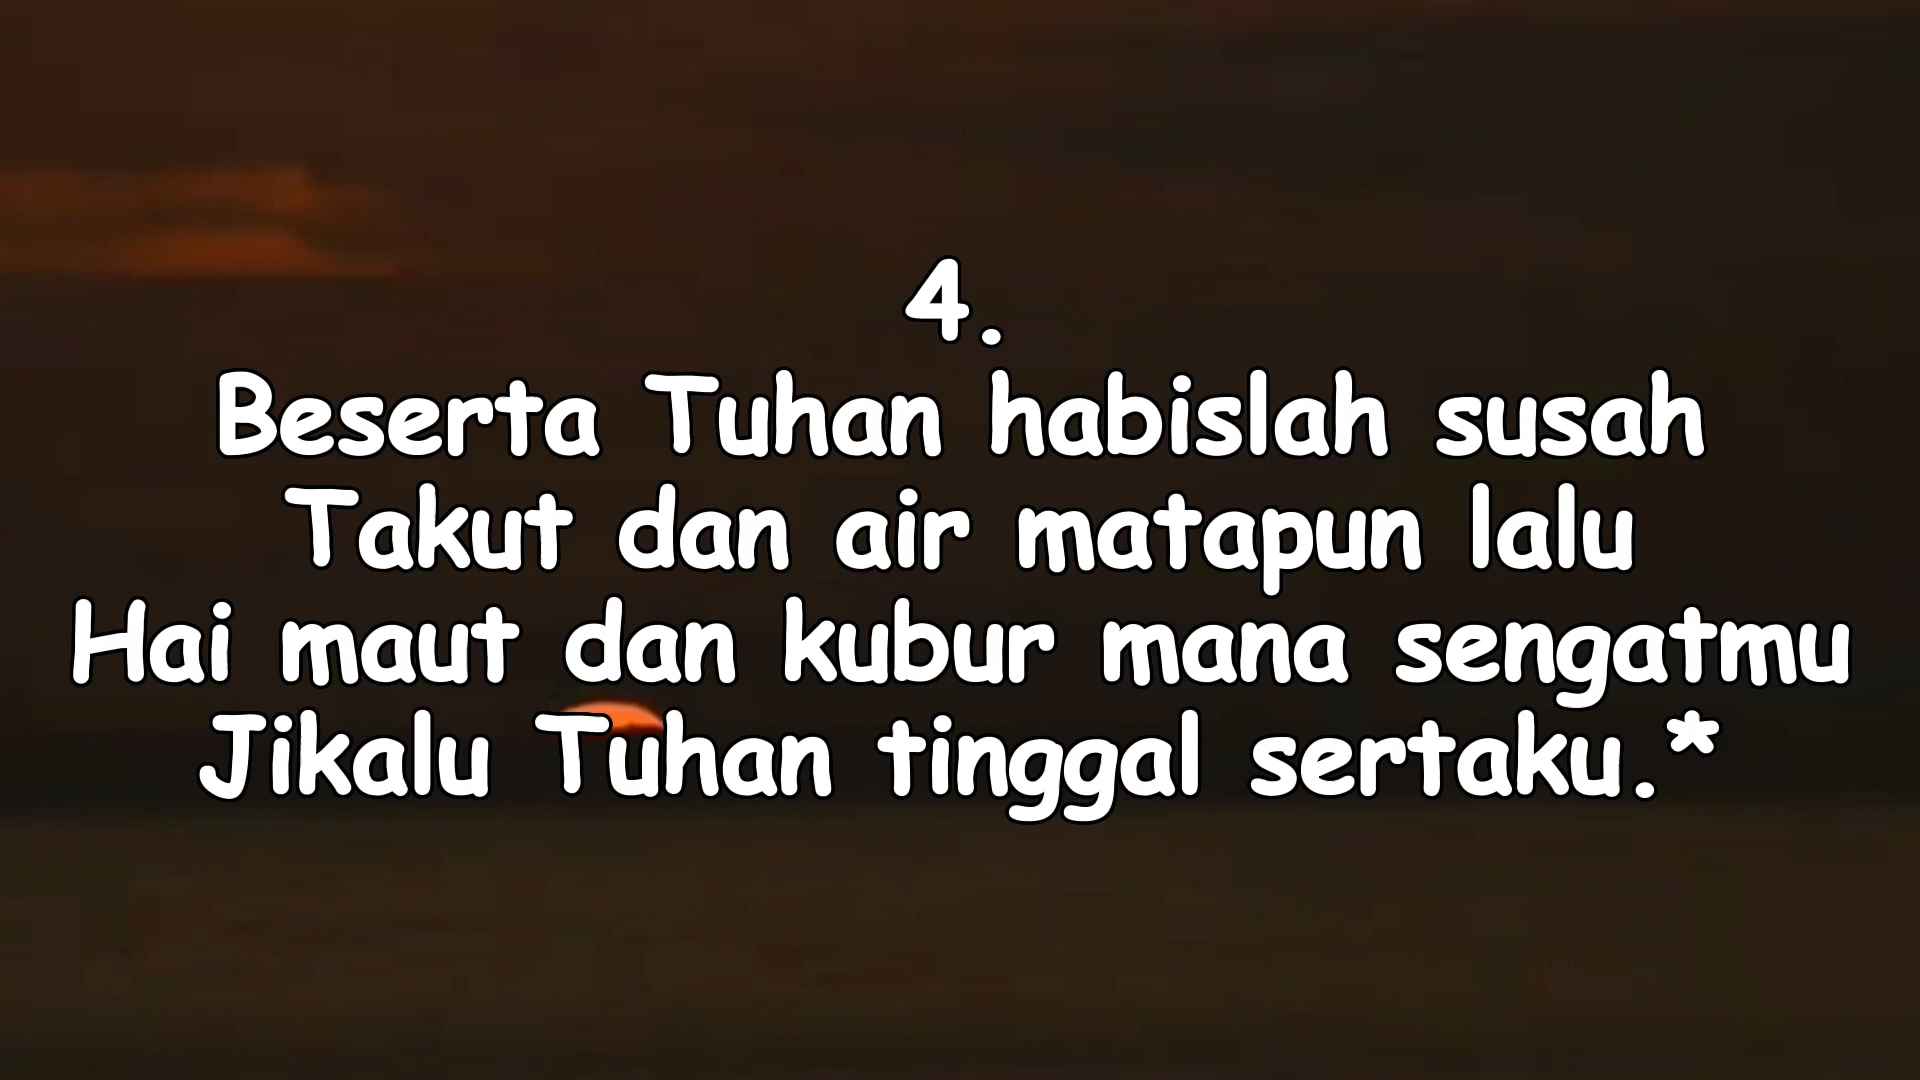 4.
Beserta Tuhan habislah susah
Takut dan air matapun lalu
Hai maut dan kubur mana sengatmu
Jikalu Tuhan tinggal sertaku.*